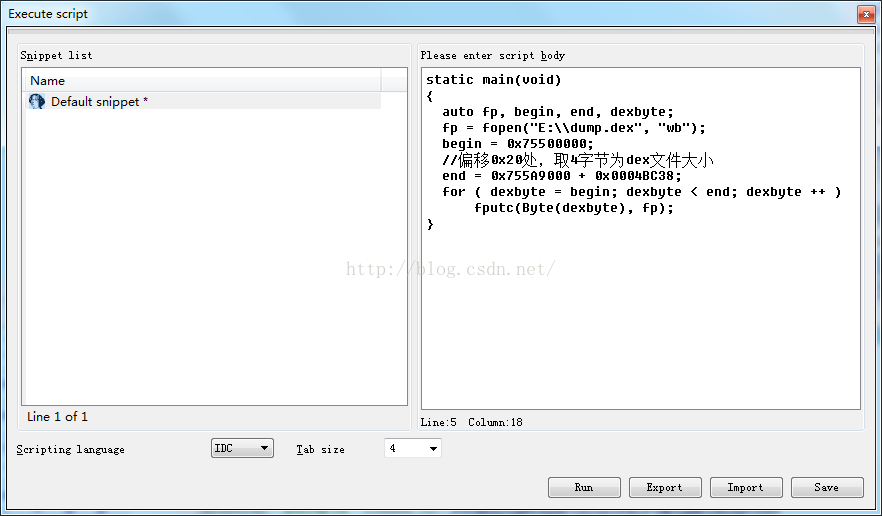 Execute script
Snippet list
Name
Default snippet *
Line 1 of 1
Please enter script body
static main(void)
{
  auto fp, begin, end, dexbyte;
  fp = fopen("E:\\dump.dex", "wb");
  begin = 0x75500000;
  //偏移0x20处，取4字节为dex文件大小
  end = 0x755A9000 + 0x0004BC38;
  for ( dexbyte = begin; dexbyte < end; dexbyte ++ )
      fputc(Byte(dexbyte), fp);
}
http://blog.csdn.net/
Line:5 Column:18
Scripting language IDC Tab size 4
Run Export Import Save